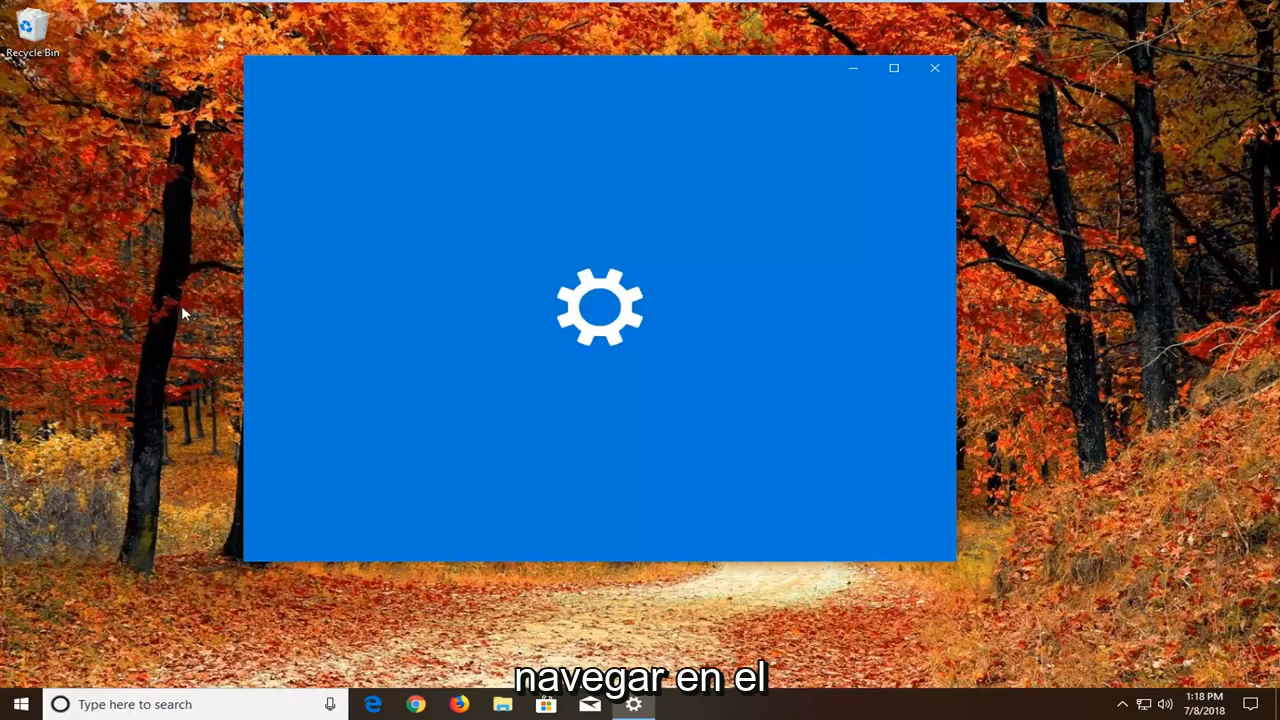 Recycle Bin
navegar en el
Type here to search
1:18 PM
7/8/2018